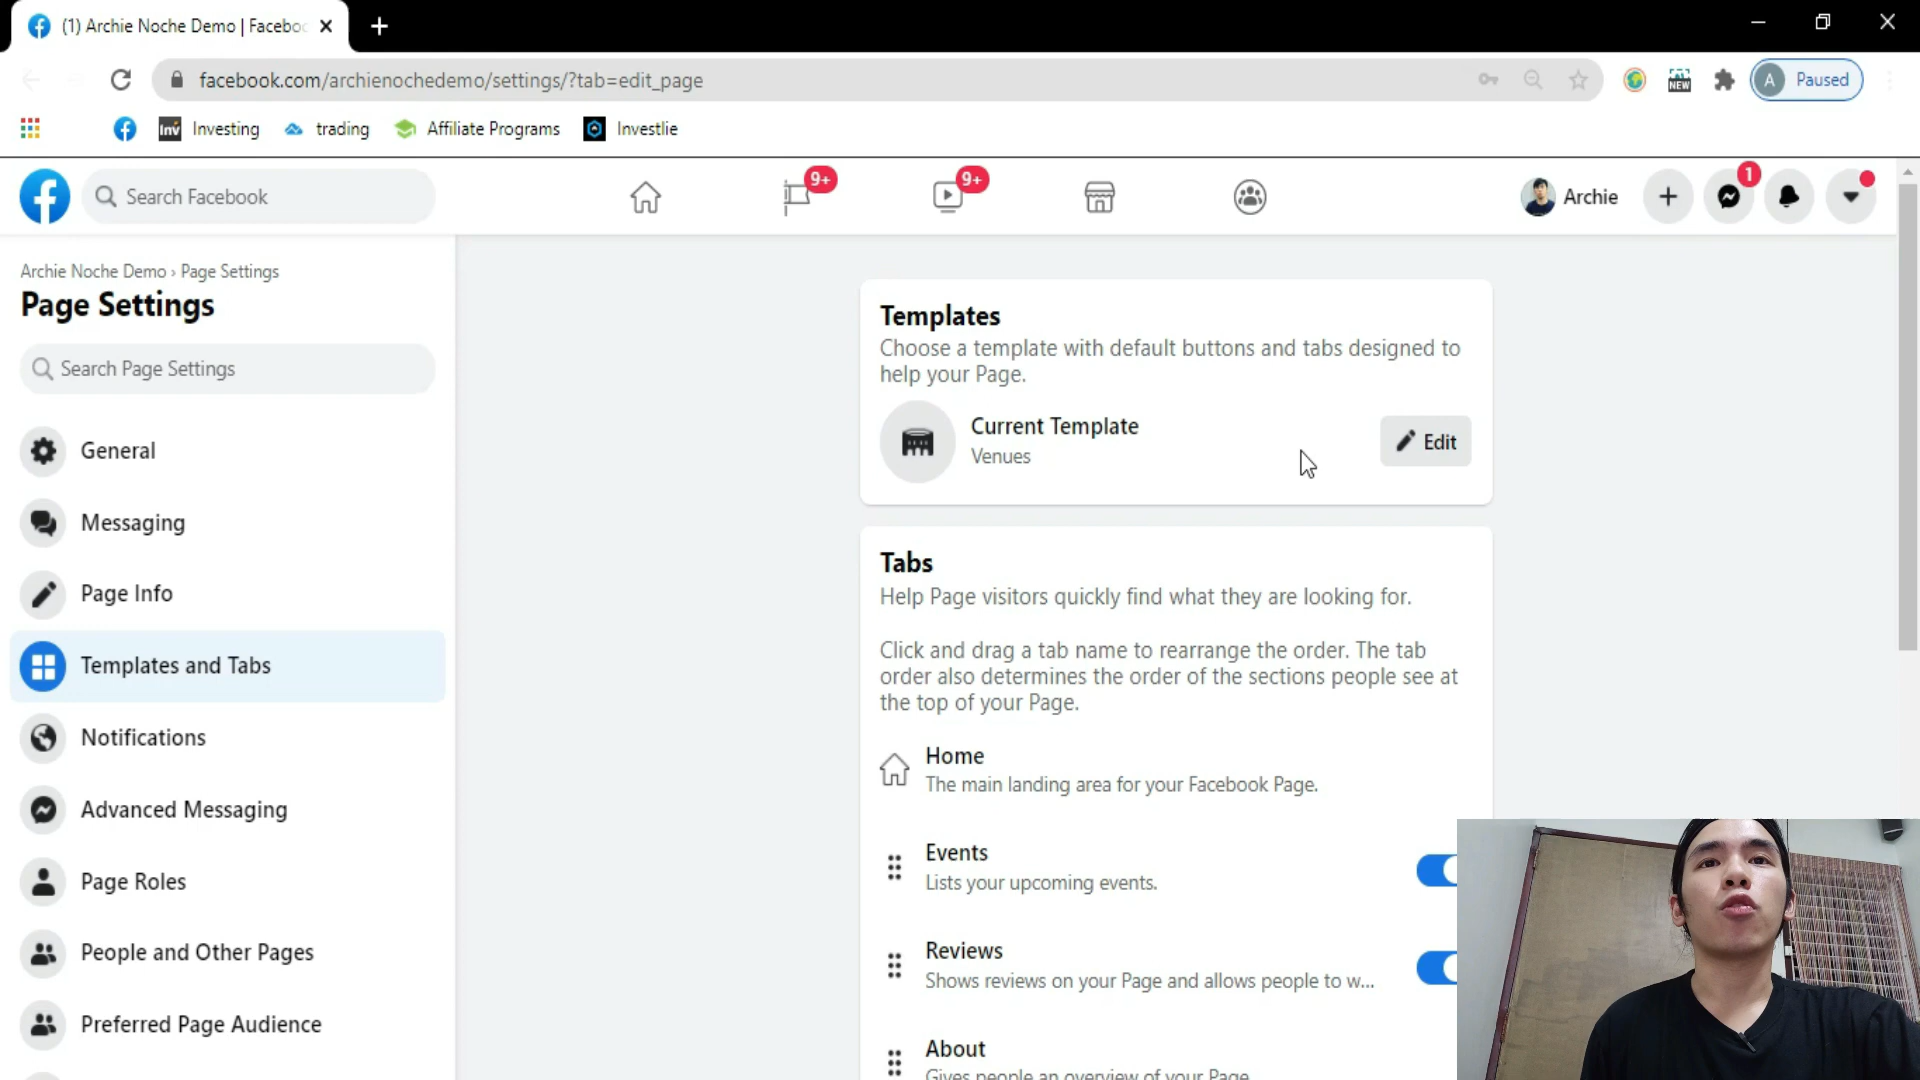 (1) Archie Noche Demo | Faceboo
facebook.com/archienochedemo/settings/?tab=edit_page
NEW
A
Paused
Inv Investing
trading
Affiliate Programs
Investlie
Search Facebook
9+
9+
Archie
1
Archie Noche Demo › Page Settings
Page Settings
Search Page Settings
General
Messaging
Page Info
Templates and Tabs
Notifications
Advanced Messaging
Page Roles
People and Other Pages
Preferred Page Audience
Templates
Choose a template with default buttons and tabs designed to
help your Page.
Current Template
Venues
Edit
Tabs
Help Page visitors quickly find what they are looking for.
Click and drag a tab name to rearrange the order. The tab
order also determines the order of the sections people see at
the top of your Page.
Home
The main landing area for your Facebook Page.
Events
Lists your upcoming events.
Reviews
Shows reviews on your Page and allows people to w...
About
Gives people an overview of your Page